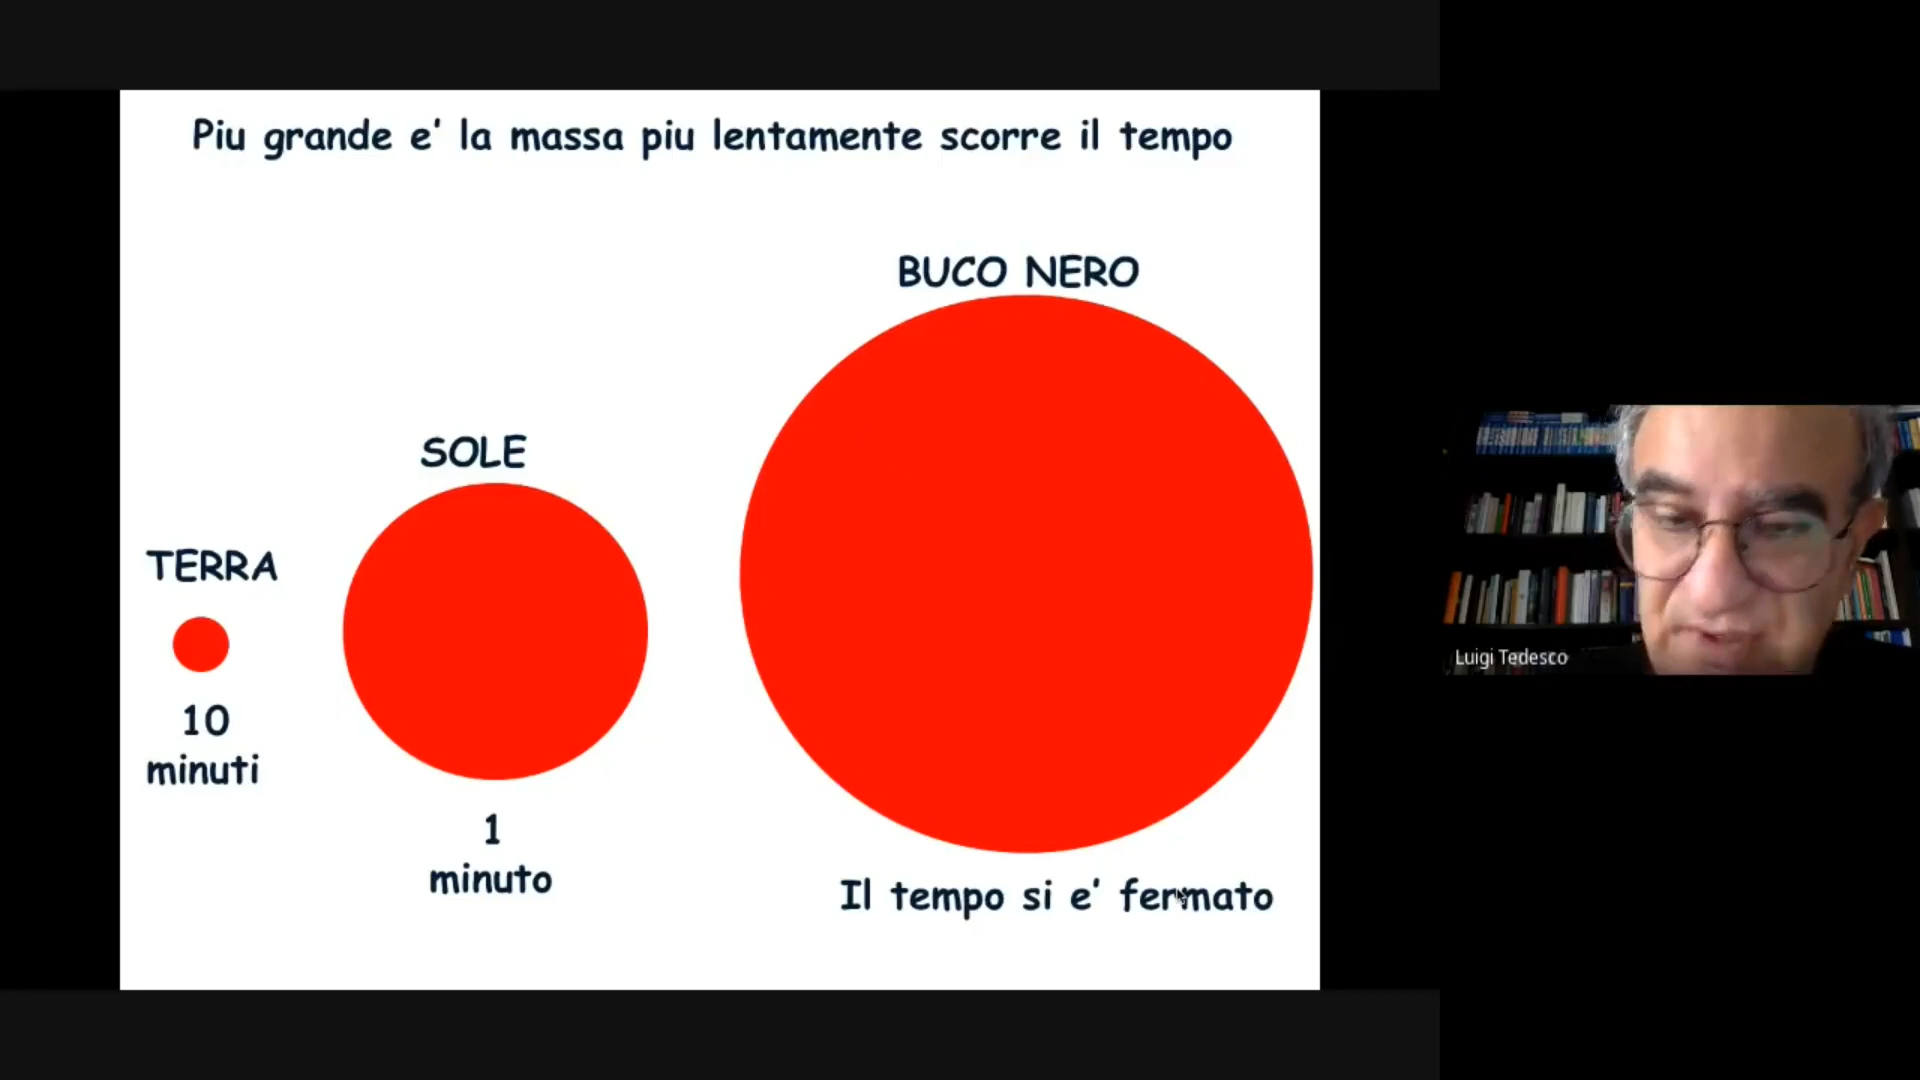 Piu grande e' la massa piu lentamente scorre il tempo
BUCO NERO
SOLE
TERRA
10
minuti
1
minuto
Il tempo si e' fermato
Luigi Tedesco